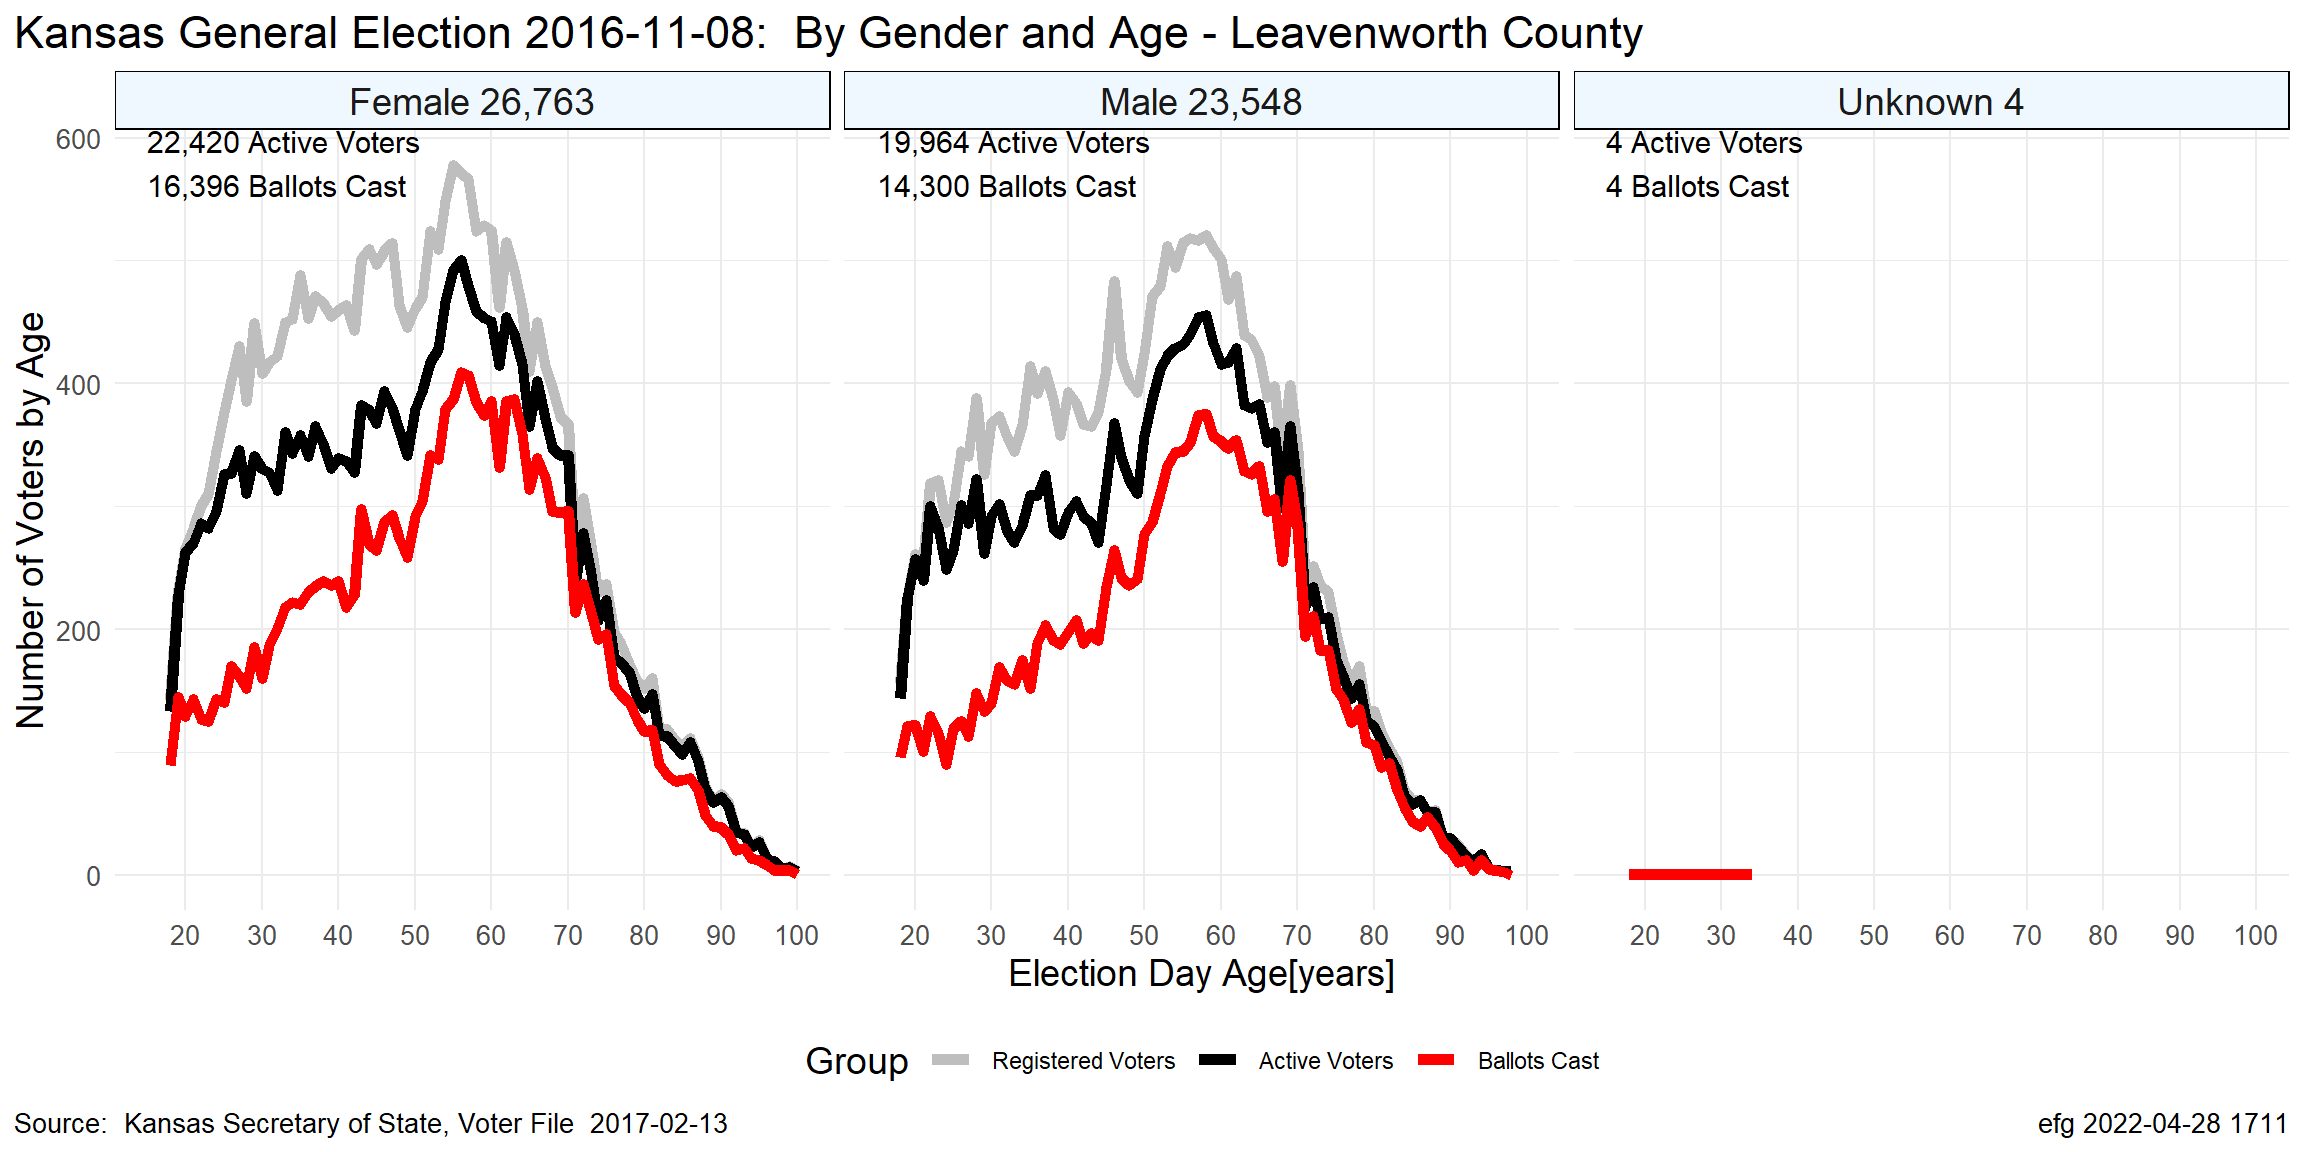 Kansas General Election 2016-11-08:  By Gender and Age - Leavenworth County
Female 26,763
Male 23,548
Unknown 4
22,420 Active Voters
16,396 Ballots Cast
19,964 Active Voters
14,300 Ballots Cast
4 Active Voters
4 Ballots Cast
Number of Voters by Age
600
400
200
0
20 30 40 50 60 70 80 90 100
20 30 40 50 60 70 80 90 100
20 30 40 50 60 70 80 90 100
Election Day Age[years]
Group Registered Voters Active Voters Ballots Cast
Source:  Kansas Secretary of State, Voter File  2017-02-13
efg 2022-04-28 1711